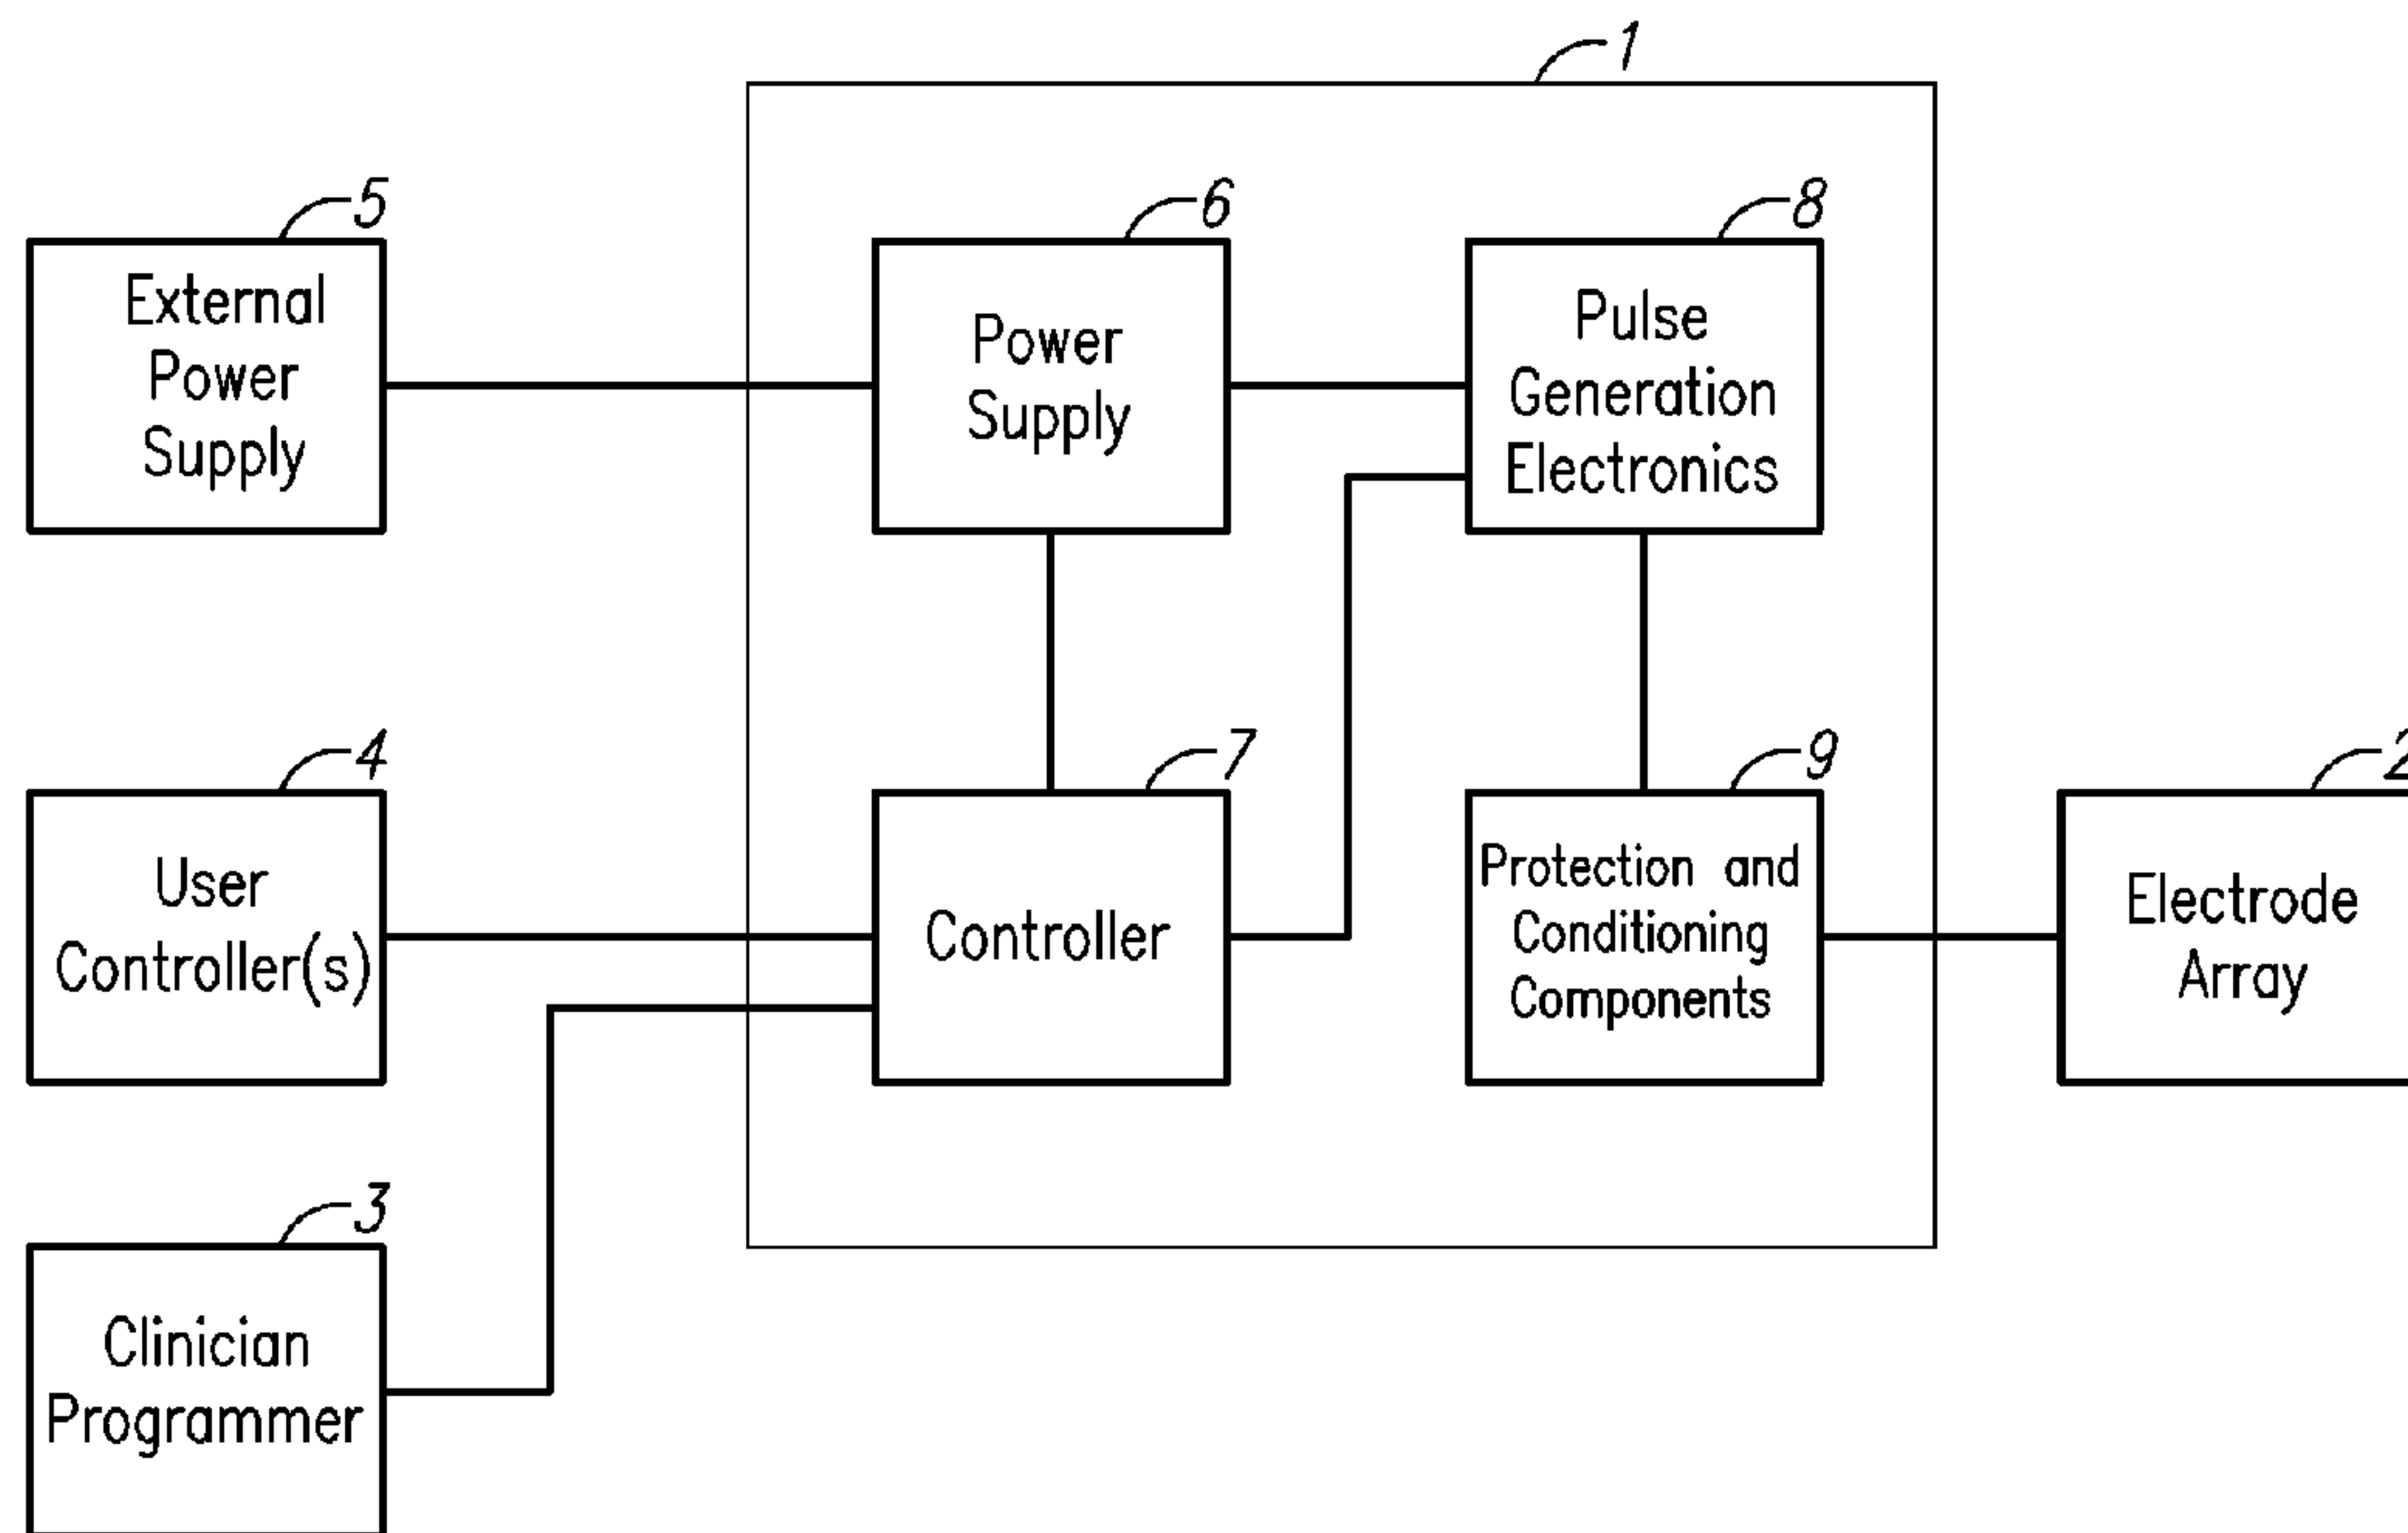 1
5
External
Power
Supply
6
Power
Supply
8
Pulse
Generation
Electronics
4
User
Controller(s)
7
Controller
9
Protection and
Conditioning
Components
2
Electrode
Array
3
Clinician
Programmer